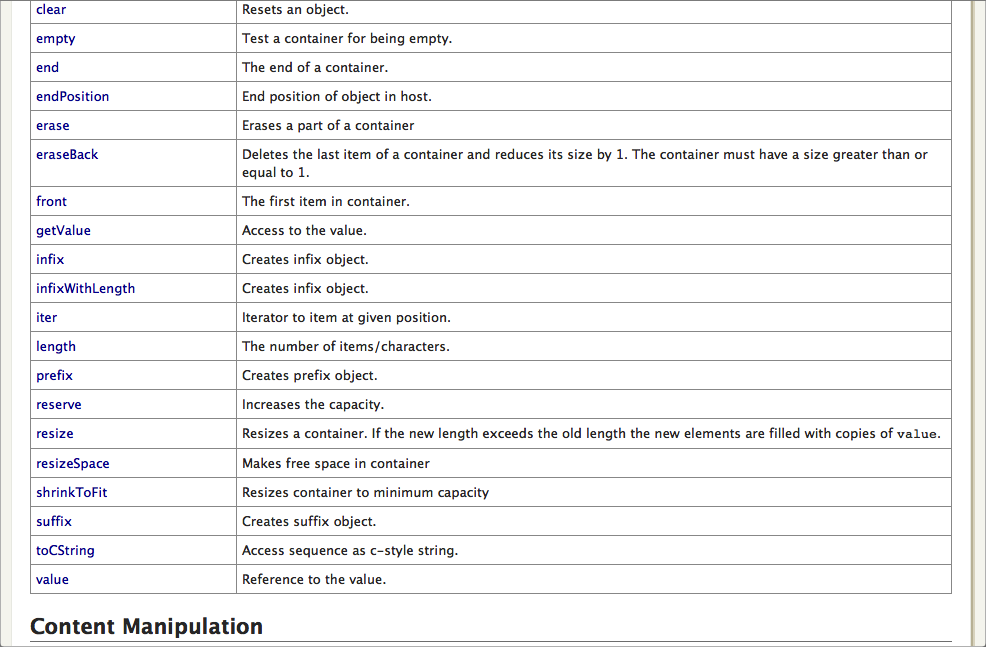 clear Resets an object.
empty Test a container for being empty.
end The end of a container.
endPosition End position of object in host.
erase Erases a part of a container
eraseBack Deletes the last item of a container and reduces its size by 1. The container must have a size greater than or
equal to 1.
front The first item in container.
getValue Access to the value.
infix Creates infix object.
infixWithLength Creates infix object.
iter Iterator to item at given position.
length The number of items/characters.
prefix Creates prefix object.
reserve Increases the capacity.
resize Resizes a container. If the new length exceeds the old length the new elements are filled with copies of value.
resizeSpace Makes free space in container
shrinkToFit Resizes container to minimum capacity
suffix Creates suffix object.
toCString Access sequence as c-style string.
value Reference to the value.
Content Manipulation